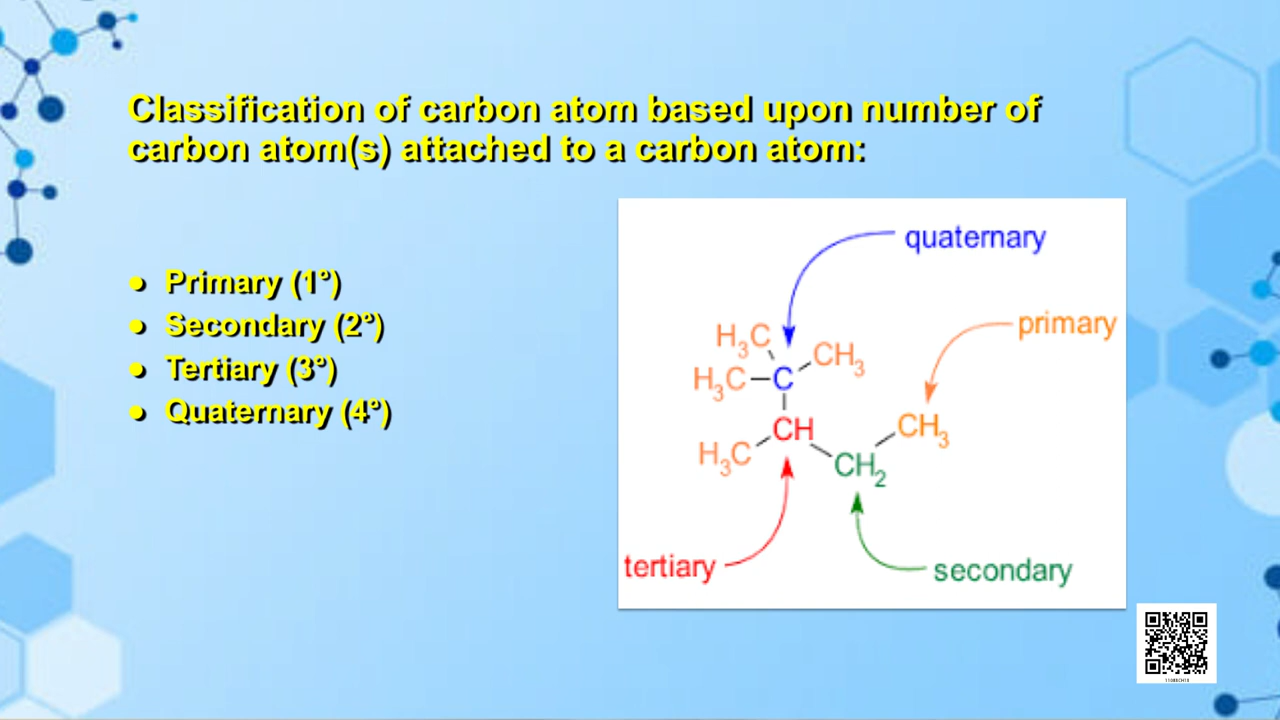 Classification of carbon atom based upon number of
carbon atom(s) attached to a carbon atom:
● Primary (1°)
● Secondary (2°)
● Tertiary (3°)
● Quaternary (4°)
quaternary
primary
H₃C
CH₃
H₃C
C
CH
CH₃
H₃C
CH₂
tertiary
secondary